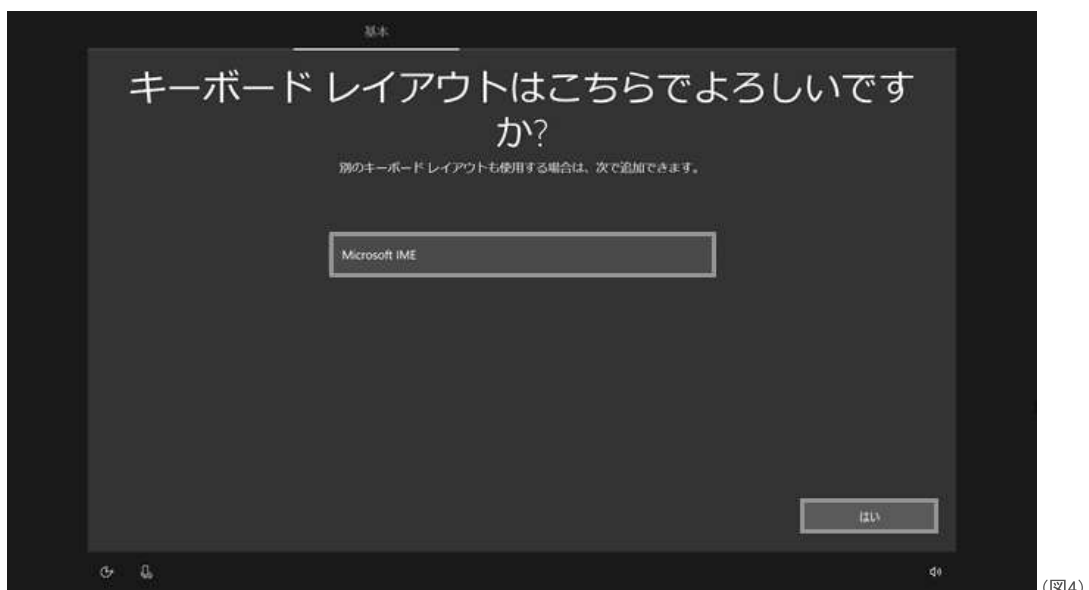 基本
キーボード レイアウトはこちらでよろしいです
か?
別のキーボード レイアウトも使用する場合は、次で追加できます。
Microsoft IME
はい
(図4)